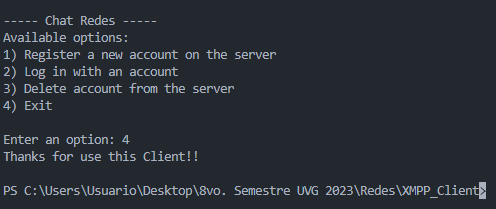 ----- Chat Redes -----
Available options:
1) Register a new account on the server
2) Log in with an account
3) Delete account from the server
4) Exit
Enter an option: 4
Thanks for use this Client!!
PS C:\Users\Usuario\Desktop\8vo. Semestre UVG 2023\Redes\XMPP_Client>